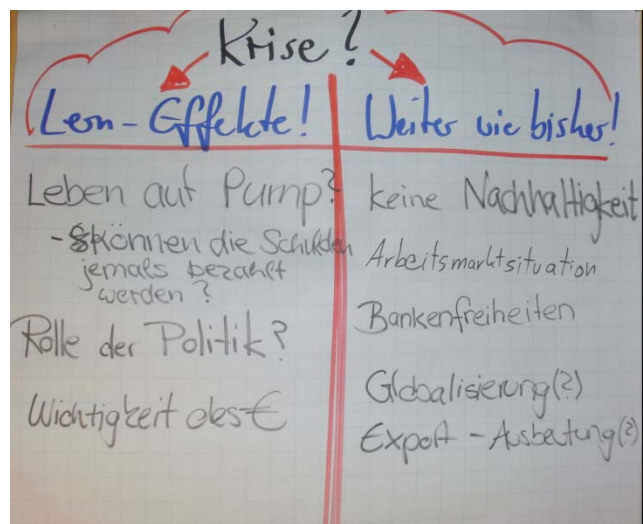 Krise?
Lern-Effekte!
Leben auf Pump?
- können die Schulden
jemals bezahlt
werden?
Rolle der Politik?
Wichtigkeit des €
Weiter wie bisher!
keine Nachhaltigkeit
Arbeitsmarktsituation
Bankenfreiheiten
Globalisierung(?)
Export-Ausbeutung(?)